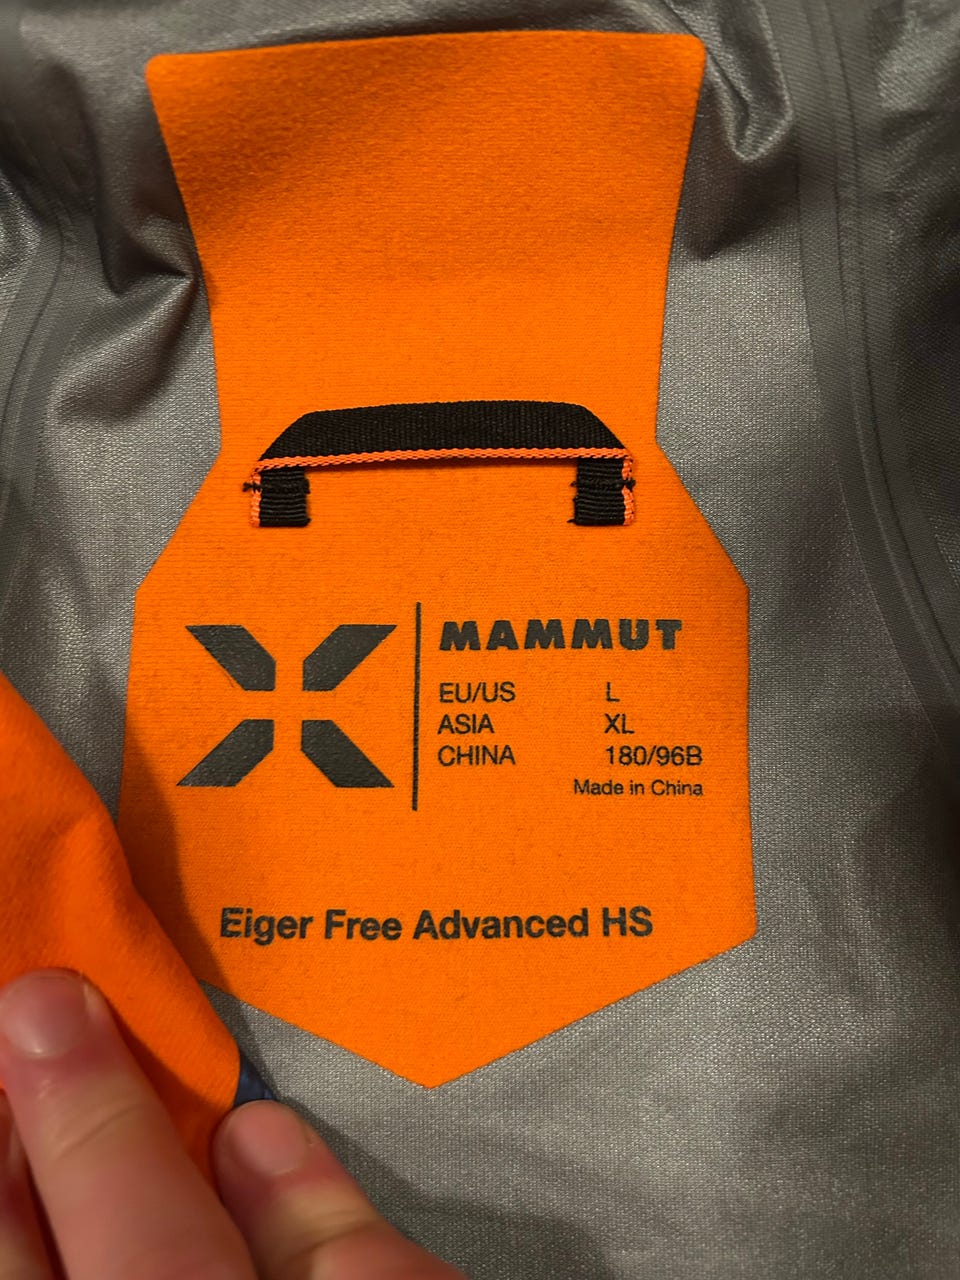 MAMMUT
EU/US L
ASIA XL
CHINA 180/96B
Made in China
Eiger Free Advanced HS